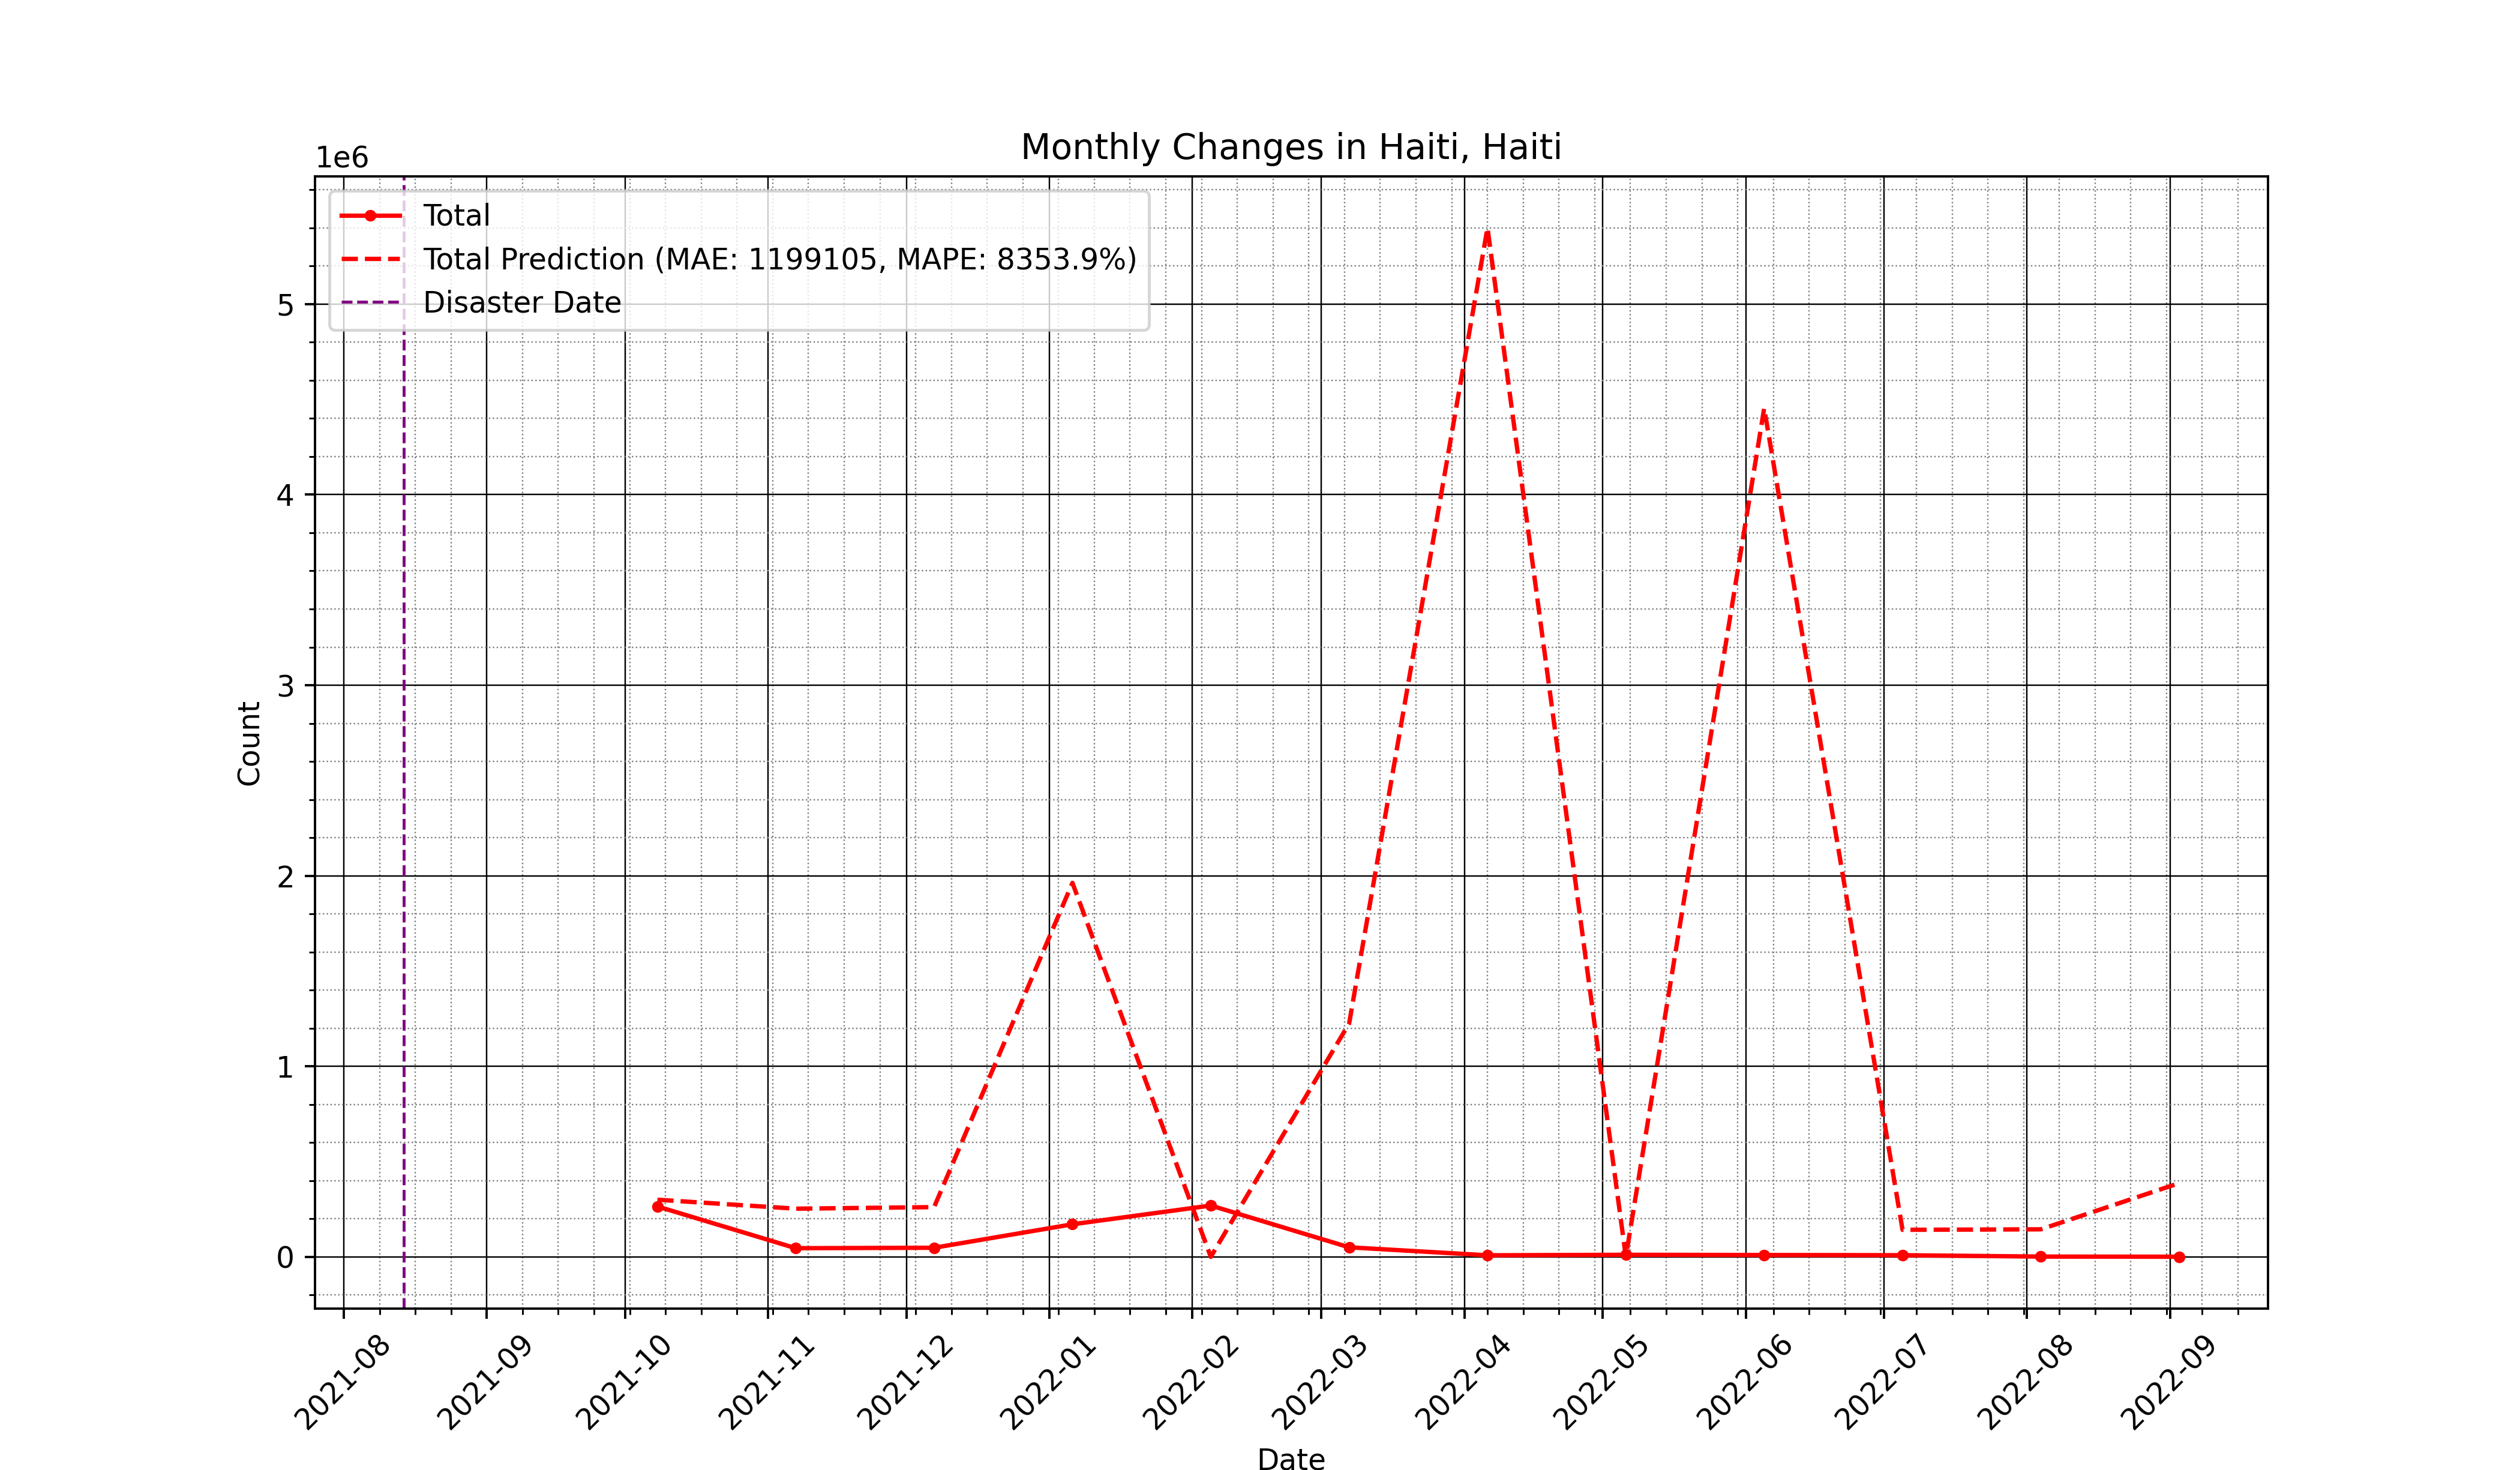 Monthly Changes in Haiti, Haiti
1e6
Total
Total Prediction (MAE: 1199105, MAPE: 8353.9%)
Disaster Date
5
4
3
2
1
0
Count
2021-08
2021-09
2021-10
2021-11
2021-12
2022-01
2022-02
2022-03
2022-04
2022-05
2022-06
2022-07
2022-08
2022-09
Date